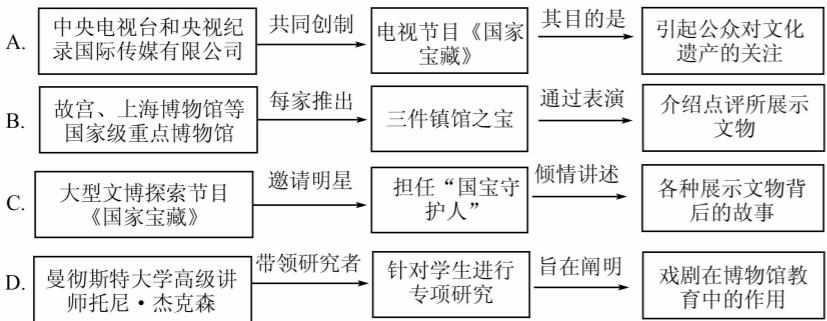 A. 中央电视台和央视纪录国际传媒有限公司 共同创制 电视节目《国家宝藏》 其目的是 引起公众对文化遗产的关注
B. 故宫、上海博物馆等国家级重点博物馆 每家推出 三件镇馆之宝 通过表演 介绍点评所展示文物
C. 大型文博探索节目《国家宝藏》 邀请明星 担任“国宝守护人” 倾情讲述 各种展示文物背后的故事
D. 曼彻斯特大学高级讲师托尼·杰克森 带领研究者 针对学生进行专项研究 旨在阐明 戏剧在博物馆教育中的作用